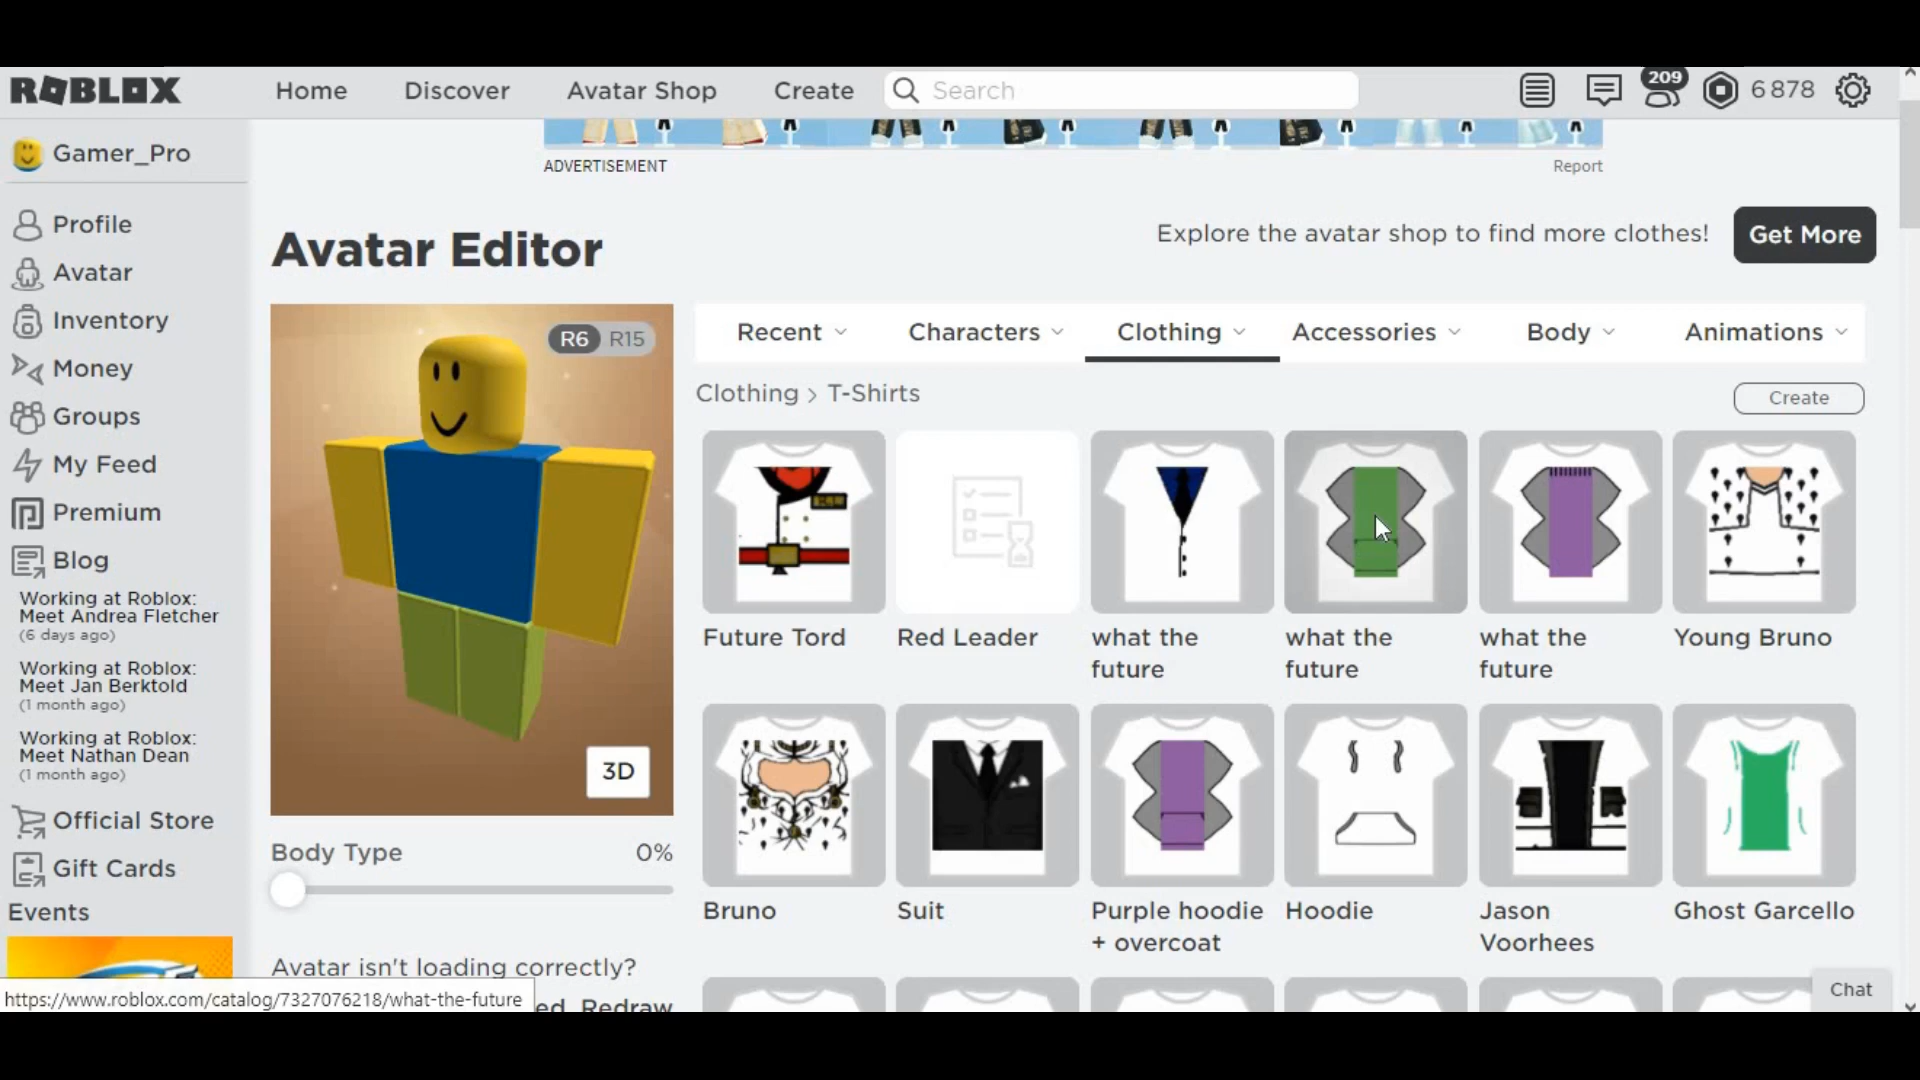 ROBLOX
Home
Discover
Avatar Shop
Create
Search
209
6 878
Gamer_Pro
ADVERTISEMENT
Report
Profile
Avatar
Inventory
Money
Groups
My Feed
Premium
Blog
Working at Roblox:
Meet Andrea Fletcher
(6 days ago)
Working at Roblox:
Meet Jan Berktold
(1 month ago)
Working at Roblox:
Meet Nathan Dean
(1 month ago)
Official Store
Gift Cards
Events
Avatar Editor
Explore the avatar shop to find more clothes!
Get More
R6 R15
3D
Body Type 0%
Avatar isn't loading correctly?
Redraw
Recent
Characters
Clothing
Accessories
Body
Animations
Clothing > T-Shirts
Create
Future Tord
Red Leader
what the
future
what the
future
what the
future
Young Bruno
Bruno
Suit
Purple hoodie
+ overcoat
Hoodie
Jason
Voorhees
Ghost Garcello
Chat
https://www.roblox.com/catalog/7327076218/what-the-future